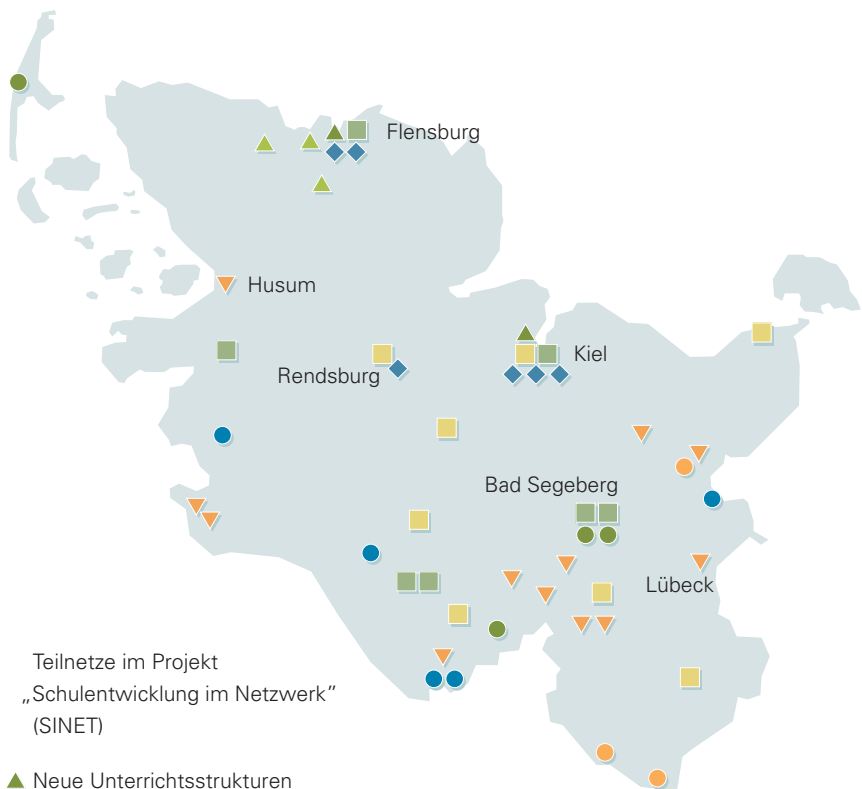 Flensburg
Husum
Kiel
Rendsburg
Bad Segeberg
Lübeck
Teilnetze im Projekt
„Schulentwicklung im Netzwerk”
(SINET)
Neue Unterrichtsstrukturen